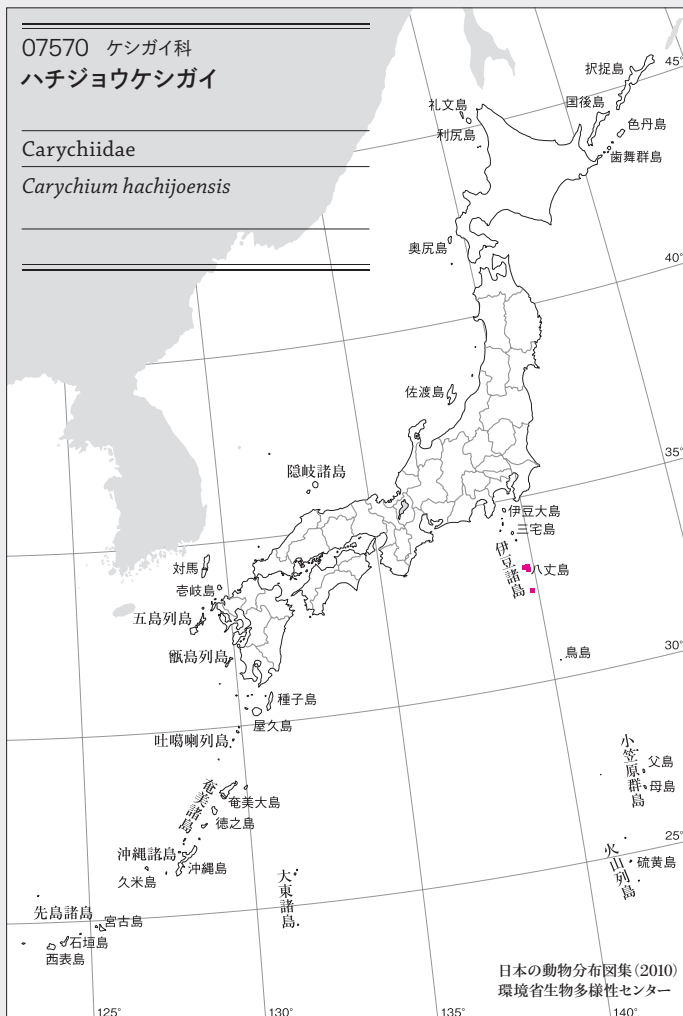 07570 ケシガイ科
ハチジョウケシガイ
Carychiidae
Carychium hachijoensis
択捉島
国後島
色丹島
歯舞群島
礼文島
利尻島
奥尻島
佐渡島
隠岐諸島
伊豆大島
三宅島
伊豆諸島
八丈島
対馬
壱岐島
五島列島
甑島列島
鳥島
種子島
屋久島
吐噶喇列島
小笠原群島
父島
母島
奄美諸島
奄美大島
徳之島
沖縄諸島
沖縄島
久米島
火山列島
硫黄島
大東諸島
先島諸島
宮古島
石垣島
西表島
45°
40°
35°
30°
25°
125°
130°
135°
140°
日本の動物分布図集(2010)
環境省生物多様性センター